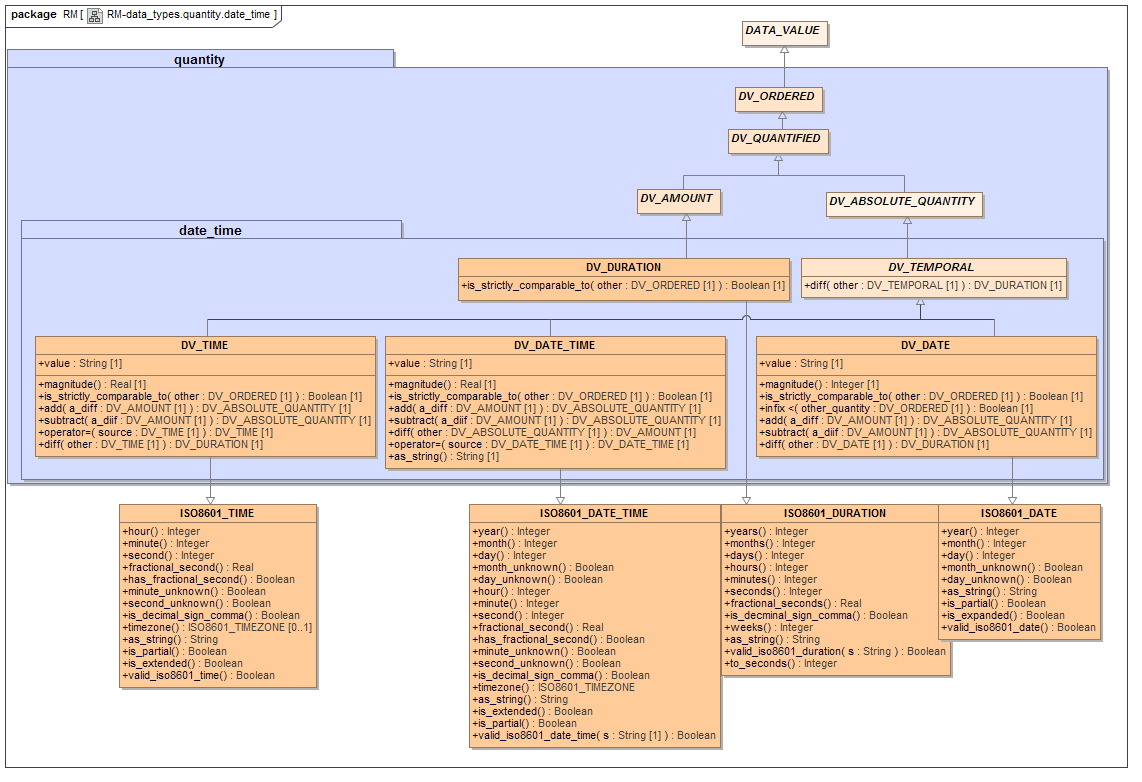 package RM [ RM-data_types.quantity.date_time ]
DATA_VALUE
quantity
DV_ORDERED
DV_QUANTIFIED
DV_AMOUNT
DV_ABSOLUTE_QUANTITY
date_time
DV_DURATION
+is_strictly_comparable_to( other : DV_ORDERED [1] ) : Boolean [1]
DV_TEMPORAL
+diff( other : DV_TEMPORAL [1] ) : DV_DURATION [1]
DV_TIME
+value : String [1]
+magnitude() : Real [1]
+is_strictly_comparable_to( other : DV_ORDERED [1] ) : Boolean [1]
+add( a_diff : DV_AMOUNT [1] ) : DV_ABSOLUTE_QUANTITY [1]
+subtract( a_diif : DV_AMOUNT [1] ) : DV_ABSOLUTE_QUANTITY [1]
+operator=( source : DV_TIME [1] ) : DV_TIME [1]
+diff( other : DV_TIME [1] ) : DV_DURATION [1]
DV_DATE_TIME
+value : String [1]
+magnitude() : Real [1]
+is_strictly_comparable_to( other : DV_ORDERED [1] ) : Boolean [1]
+add( a_diff : DV_AMOUNT [1] ) : DV_ABSOLUTE_QUANTITY [1]
+subtract( a_diif : DV_AMOUNT [1] ) : DV_ABSOLUTE_QUANTITY [1]
+diff( other : DV_ABSOLUTE_QUANTITY [1] ) : DV_AMOUNT [1]
+operator=( source : DV_DATE_TIME [1] ) : DV_DATE_TIME [1]
+as_string() : String [1]
DV_DATE
+value : String [1]
+magnitude() : Integer [1]
+is_strictly_comparable_to( other : DV_ORDERED [1] ) : Boolean [1]
+infix <( other_quantity : DV_ORDERED [1] ) : Boolean [1]
+add( a_diff : DV_AMOUNT [1] ) : DV_ABSOLUTE_QUANTITY [1]
+subtract( a_diif : DV_AMOUNT [1] ) : DV_ABSOLUTE_QUANTITY [1]
+diff( other : DV_DATE [1] ) : DV_DURATION [1]
ISO8601_TIME
+hour() : Integer
+minute() : Integer
+second() : Integer
+fractional_second() : Real
+has_fractional_second() : Boolean
+minute_unknown() : Boolean
+second_unknown() : Boolean
+is_decimal_sign_comma() : Boolean
+timezone() : ISO8601_TIMEZONE [0..1]
+as_string() : String
+is_partial() : Boolean
+is_extended() : Boolean
+valid_iso8601_time() : Boolean
ISO8601_DATE_TIME
+year() : Integer
+month() : Integer
+day() : Integer
+month_unknown() : Boolean
+day_unknown() : Boolean
+hour() : Integer
+minute() : Integer
+second() : Integer
+fractional_second() : Real
+has_fractional_second() : Boolean
+minute_unknown() : Boolean
+second_unknown() : Boolean
+is_decimal_sign_comma() : Boolean
+timezone() : ISO8601_TIMEZONE
+as_string() : String
+is_extended() : Boolean
+is_partial() : Boolean
+valid_iso8601_date_time( s : String [1] ) : Boolean
ISO8601_DURATION
+years() : Integer
+months() : Integer
+days() : Integer
+hours() : Integer
+minutes() : Integer
+seconds() : Integer
+fractional_seconds() : Real
+is_decminal_sign_comma() : Boolean
+weeks() : Integer
+as_string() : String
+valid_iso8601_duration( s : String ) : Boolean
+to_seconds() : Integer
ISO8601_DATE
+year() : Integer
+month() : Integer
+day() : Integer
+month_unknown() : Boolean
+day_unknown() : Boolean
+as_string() : String
+is_partial() : Boolean
+is_expanded() : Boolean
+valid_iso8601_date() : Boolean